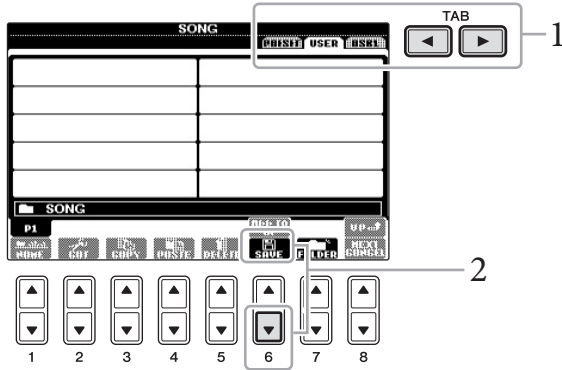 TAB
1
SONG
PRESET USER USB1
SONG
P1
UP
NAME CUT COPY PASTE DELETE SAVE FOLDER NEXT
CANCEL
2
1 2 3 4 5 6 7 8